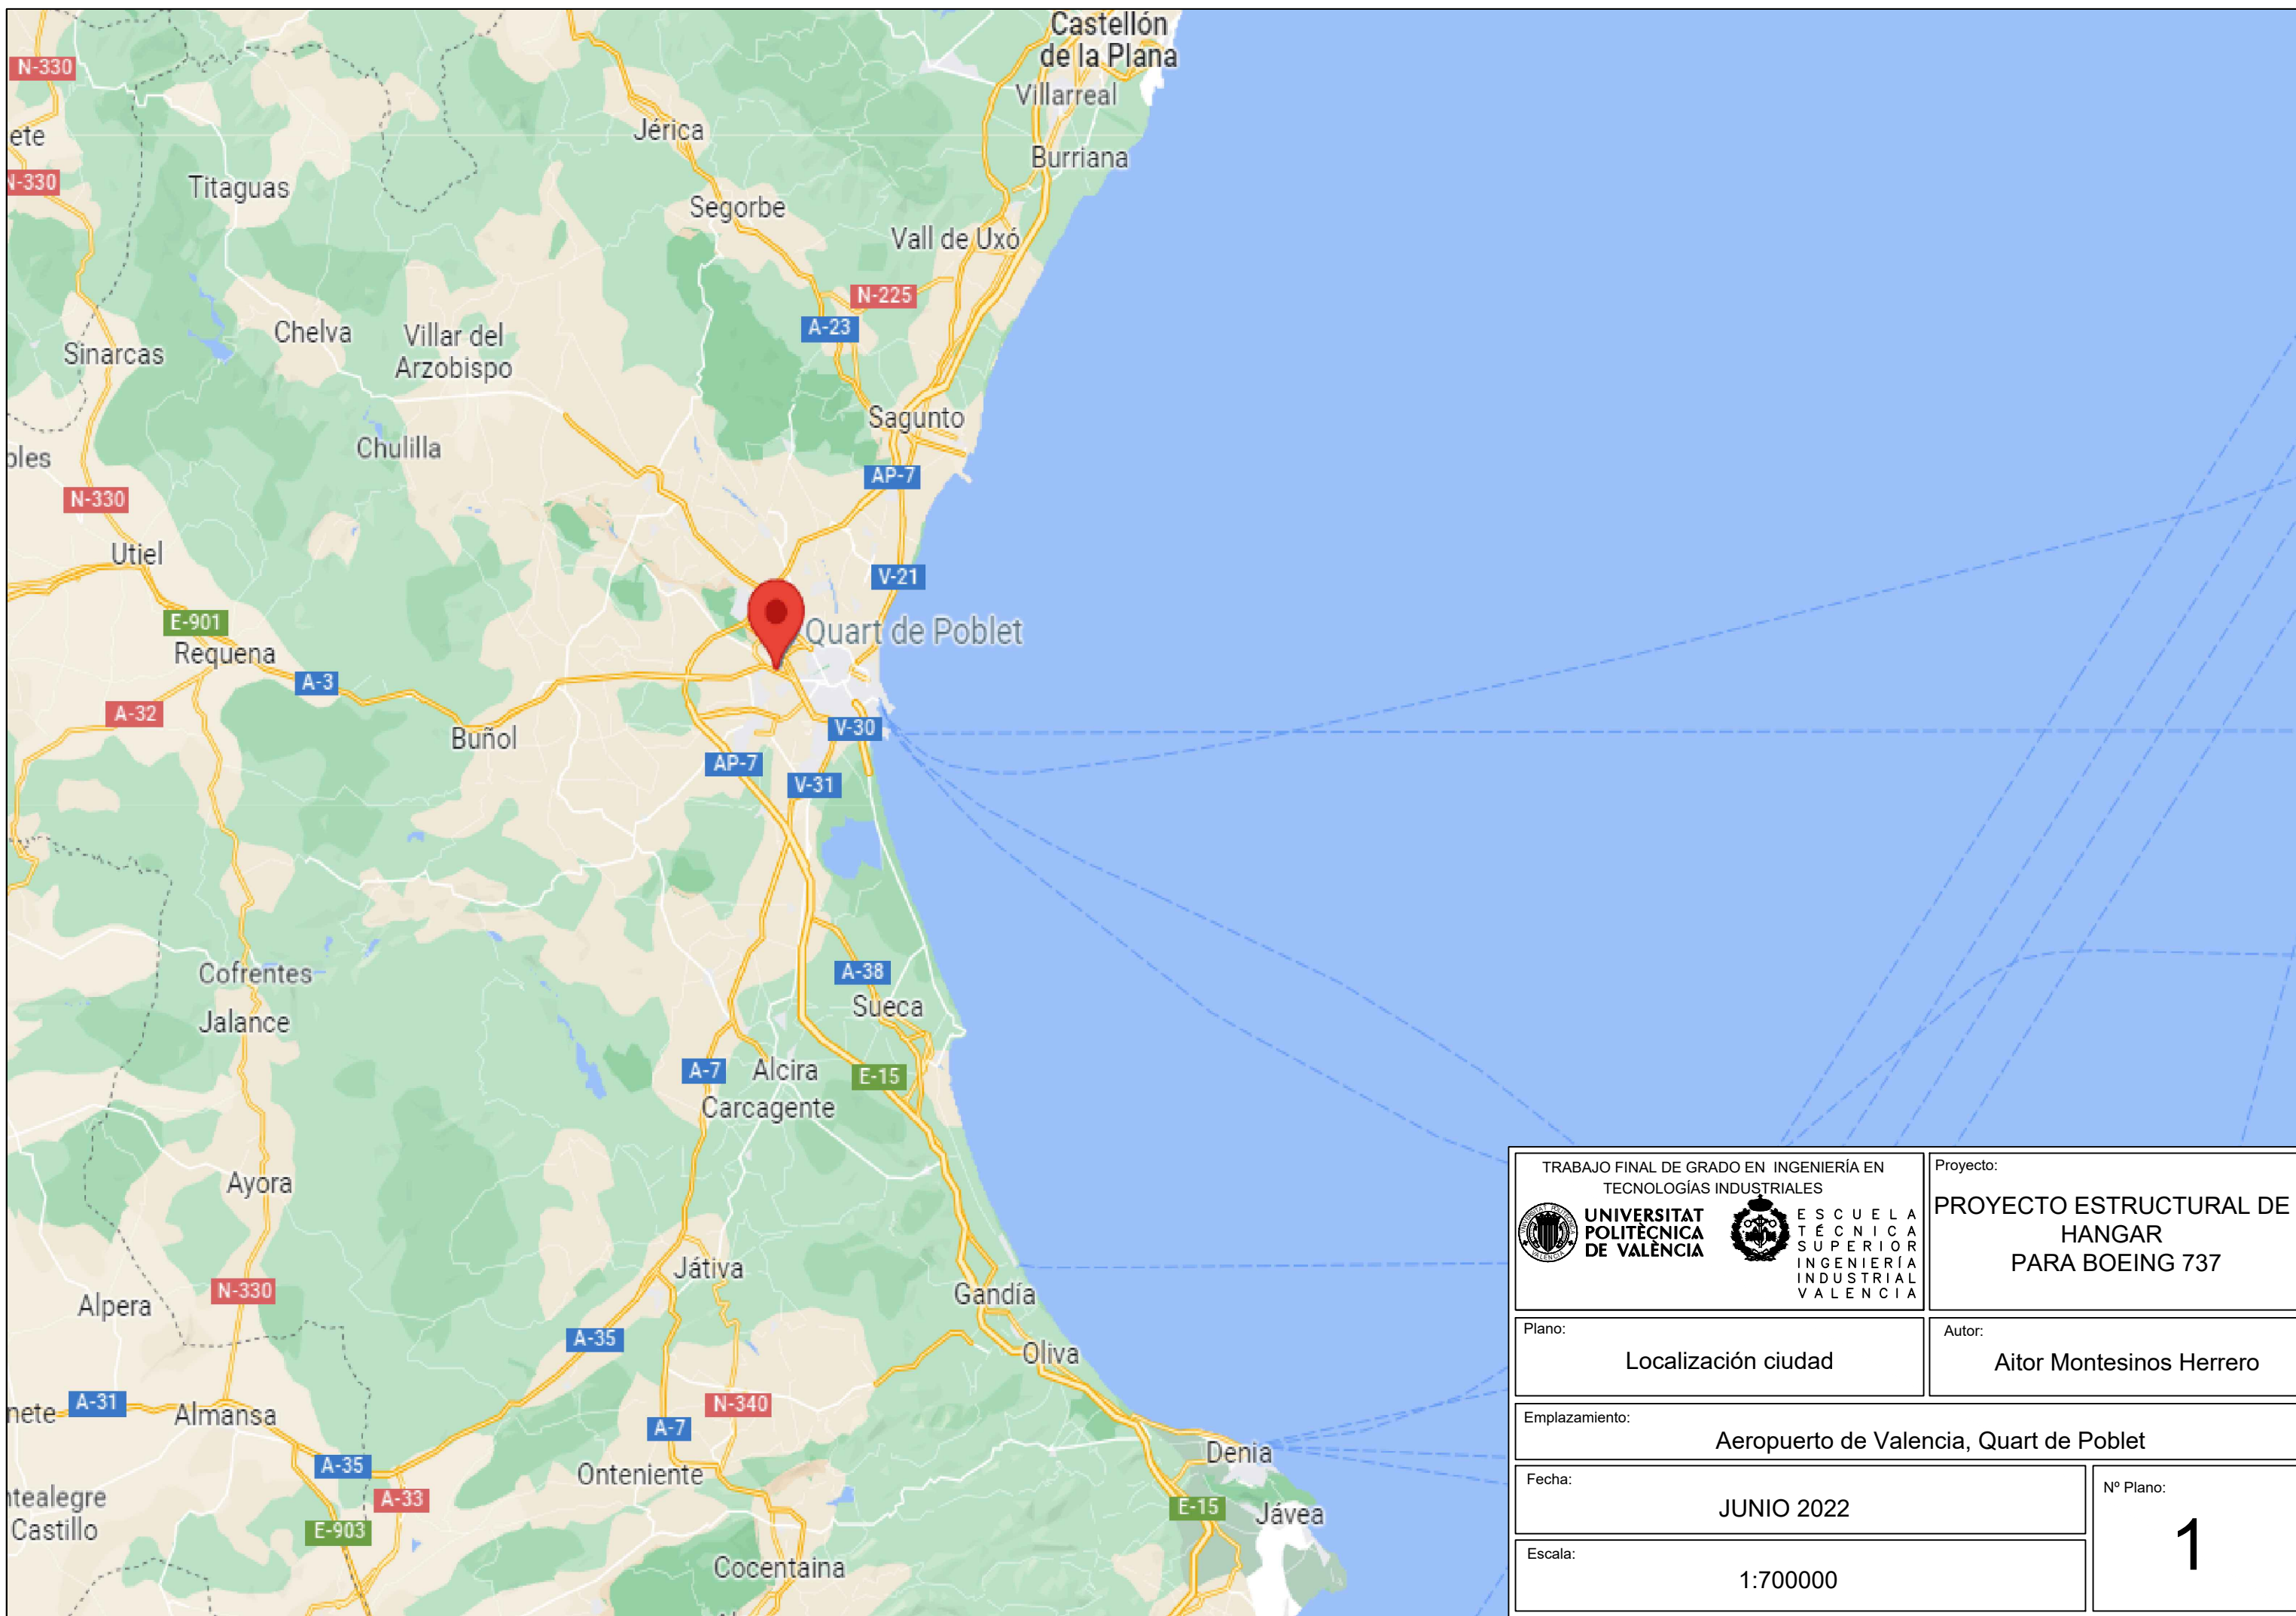 Castellón
de la Plana
N-330
Villarreal
Jérica
ete
Burriana
N-330
Titaguas
Segorbe
Vall de Uxó
N-225
A-23
Chelva
Villar del
Arzobispo
Sinarcas
Sagunto
Chulilla
oles
AP-7
N-330
Utiel
V-21
E-901
Quart de Poblet
Requena
A-3
A-32
V-30
Buñol
AP-7
V-31
Cofrentes
A-38
Sueca
Jalance
A-7
Alcira
E-15
Carcagente
Ayora
Játiva
N-330
Gandía
Alpera
A-35
Oliva
A-31
nete
Almansa
N-340
A-7
Denia
A-35
Onteniente
A-33
ntealegre
Castillo
E-15
Jávea
E-903
Cocentaina
TRABAJO FINAL DE GRADO EN INGENIERÍA EN
TECNOLOGÍAS INDUSTRIALES
UNIVERSITAT
POLITÈCNICA
DE VALÈNCIA
ESCUELA
TÉCNICA
SUPERIOR
INGENIERÍA
INDUSTRIAL
VALENCIA
Proyecto:
PROYECTO ESTRUCTURAL DE
HANGAR
PARA BOEING 737
Plano:
Localización ciudad
Autor:
Aitor Montesinos Herrero
Emplazamiento:
Aeropuerto de Valencia, Quart de Poblet
Fecha:
JUNIO 2022
Nº Plano:
1
Escala:
1:700000